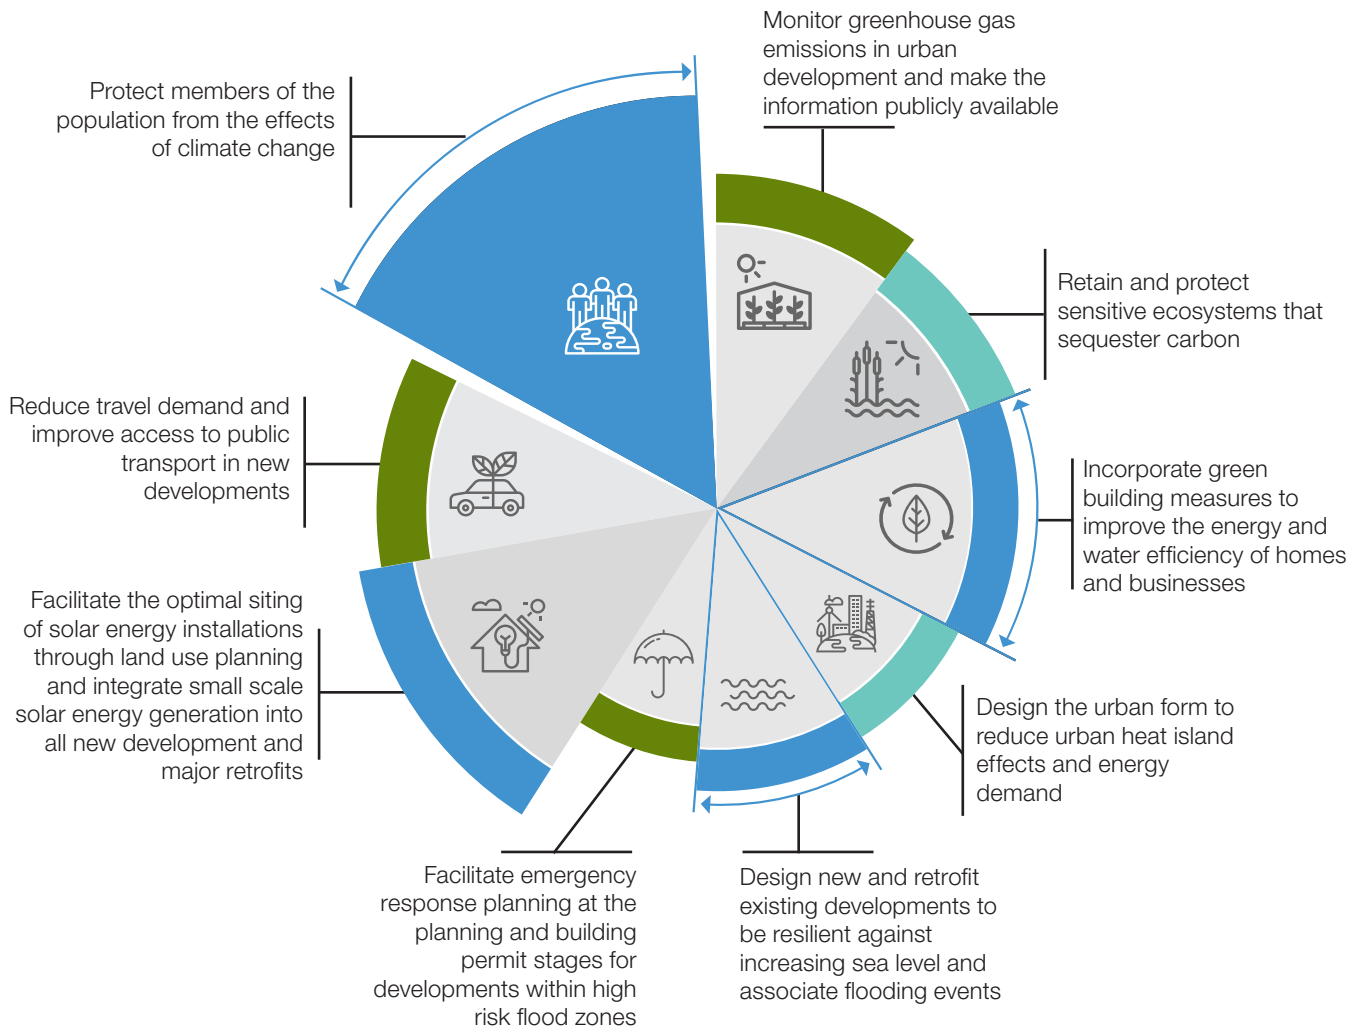 Monitor greenhouse gas
emissions in urban
development and make the
information publicly available
Protect members of the
population from the effects
of climate change
Retain and protect
sensitive ecosystems that
sequester carbon
Reduce travel demand and
improve access to public
transport in new
developments
Incorporate green
building measures to
improve the energy and
water efficiency of homes
and businesses
Facilitate the optimal siting
of solar energy installations
through land use planning
and integrate small scale
solar energy generation into
all new development and
major retrofits
Design the urban form to
reduce urban heat island
effects and energy
demand
Facilitate emergency
response planning at the
planning and building
permit stages for
developments within high
risk flood zones
Design new and retrofit
existing developments to
be resilient against
increasing sea level and
associate flooding events